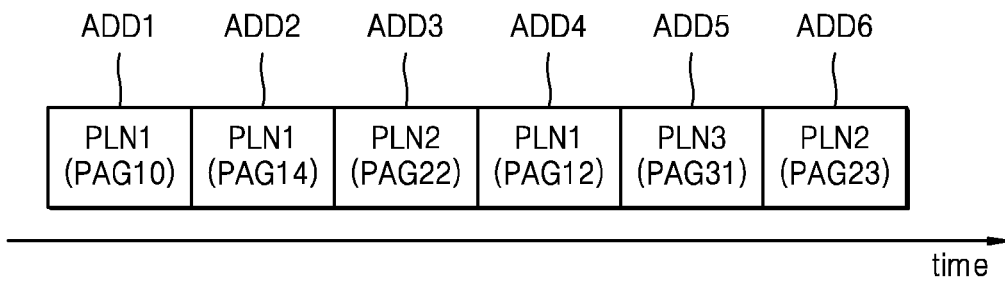 ADD1 ADD2 ADD3 ADD4 ADD5 ADD6
PLN1 PLN1 PLN2 PLN1 PLN3 PLN2
(PAG10) (PAG14) (PAG22) (PAG12) (PAG31) (PAG23)
time